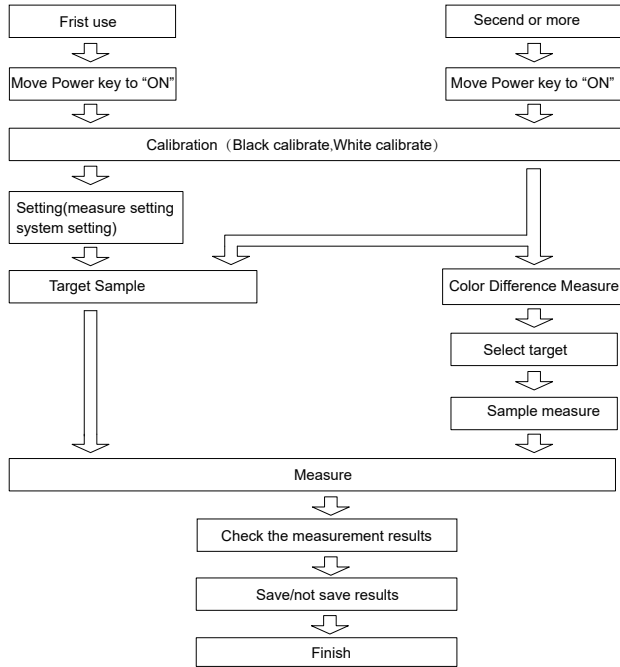 Frist use
Secend or more
Move Power key to “ON”
Move Power key to “ON”
Calibration（Black calibrate,White calibrate）
Setting(measure setting
system setting)
Target Sample
Color Difference Measure
Select target
Sample measure
Measure
Check the measurement results
Save/not save results
Finish